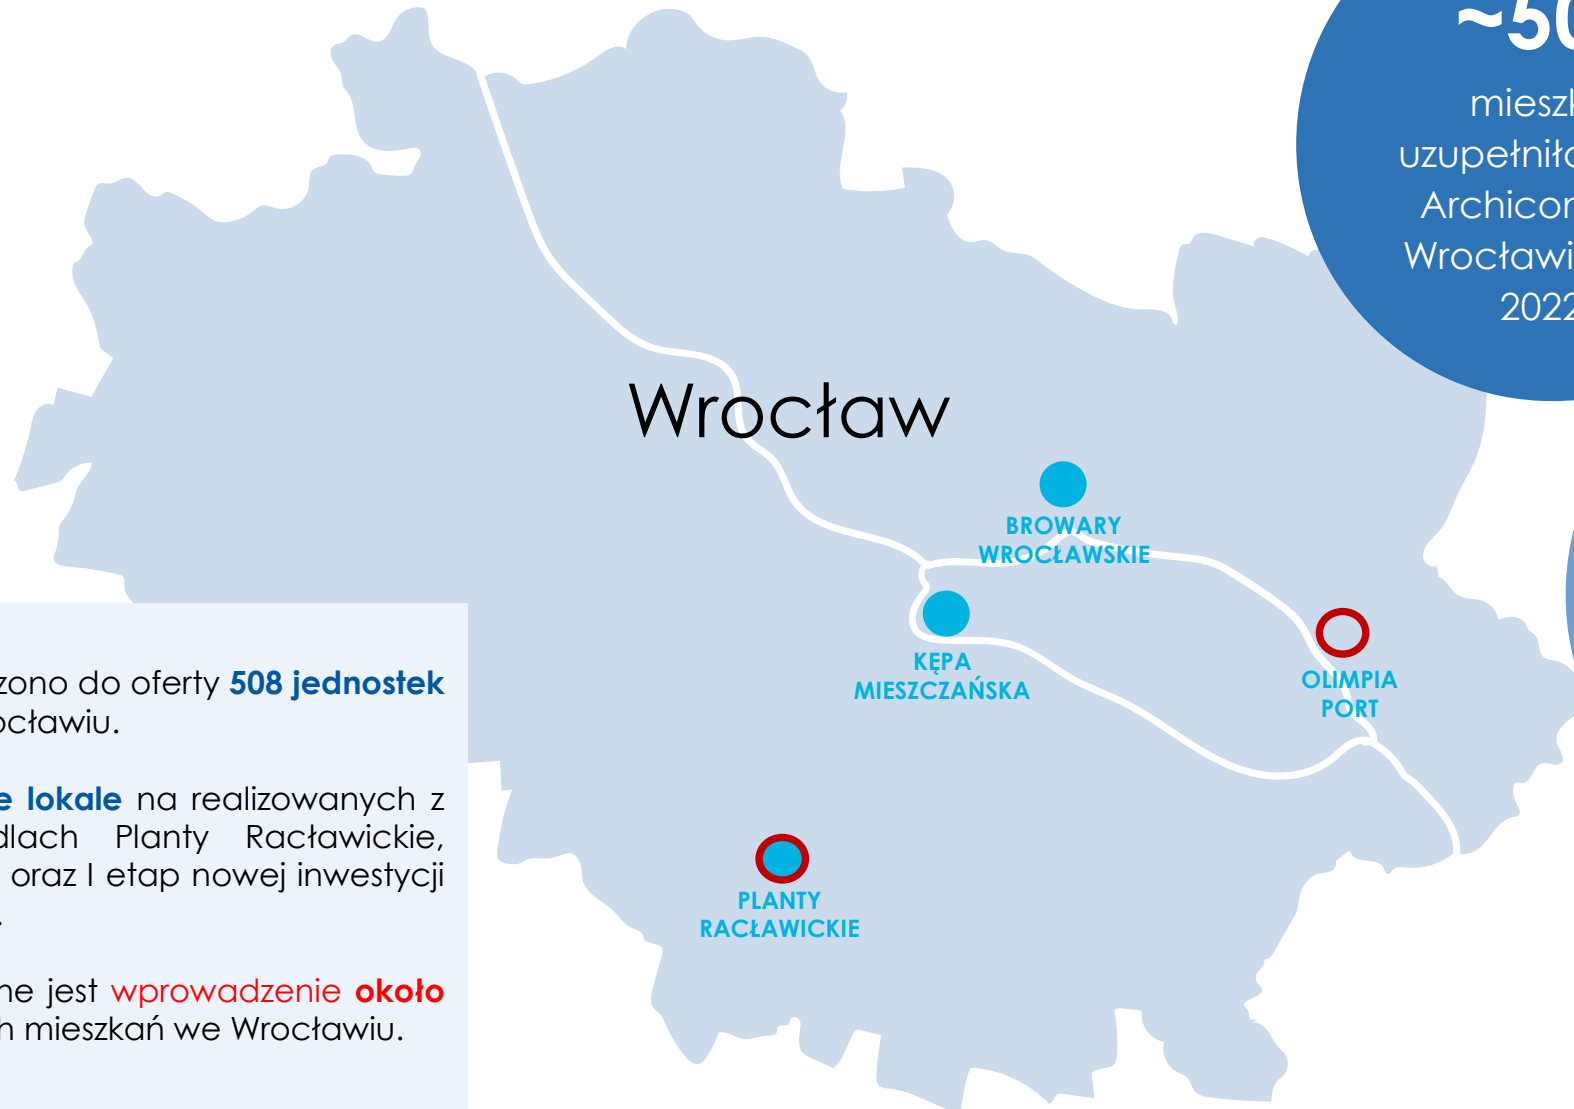 ~50
mieszk
uzupełniło
Archicon
Wrocławi
2022
Wrocław
BROWARY
WROCŁAWSKIE
KĘPA
MIESZCZAŃSKA
OLIMPIA
PORT
PLANTY
RACŁAWICKIE
zono do oferty 508 jednostek
ocławiu.
e lokale na realizowanych z
dlach Planty Racławickie,
oraz I etap nowej inwestycji
.
ne jest wprowadzenie około
h mieszkań we Wrocławiu.